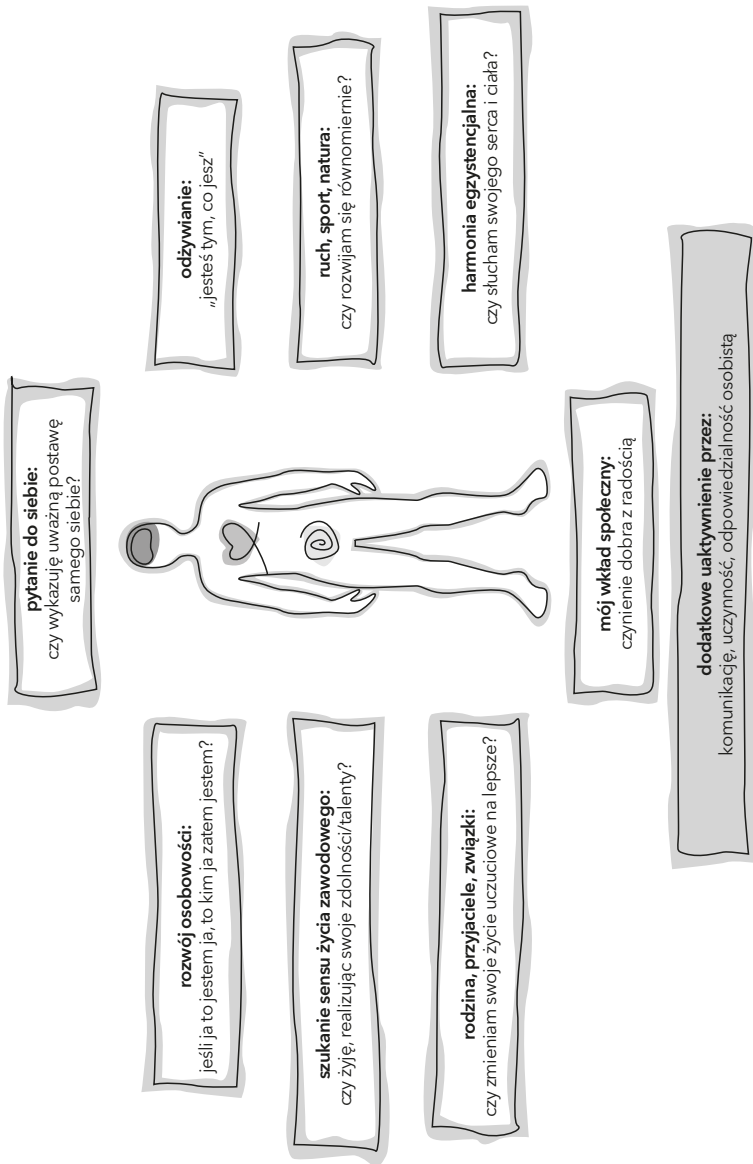 pytanie do siebie:
czy wykazuję uważną postawę
samego siebie?
rozwój osobowości:
jeśli ja to jestem ja, to kim ja zatem jestem?
odżywianie:
„jesteś tym, co jesz”
szukanie sensu życia zawodowego:
czy żyję, realizując swoje zdolności/talenty?
ruch, sport, natura:
czy rozwijam się równomiernie?
rodzina, przyjaciele, związki:
czy zmieniam swoje życie uczuciowe na lepsze?
harmonia egzystencjalna:
czy słucham swojego serca i ciała?
mój wkład społeczny:
czynienie dobra z radością
dodatkowe uaktywnienie przez:
komunikację, uczynność, odpowiedzialność osobistą